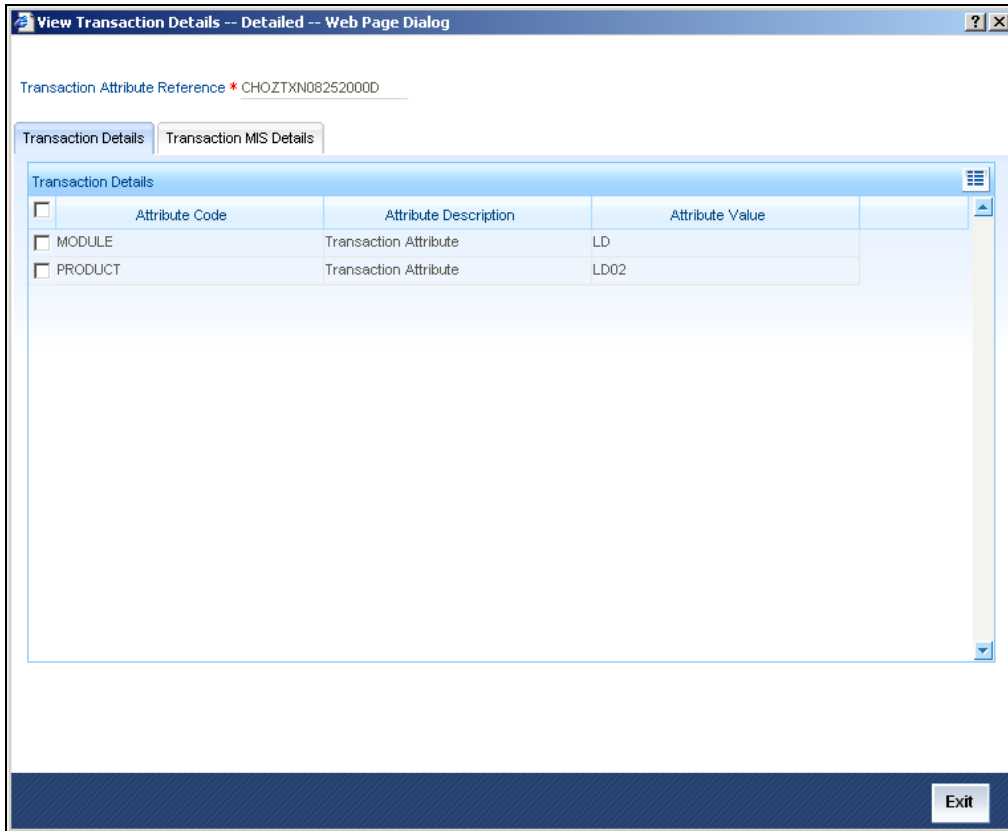 View Transaction Details -- Detailed -- Web Page Dialog
Transaction Attribute Reference * CHOZTXN08252000D
Transaction Details Transaction MIS Details
Transaction Details
Attribute Code Attribute Description Attribute Value
MODULE Transaction Attribute LD
PRODUCT Transaction Attribute LD02
Exit